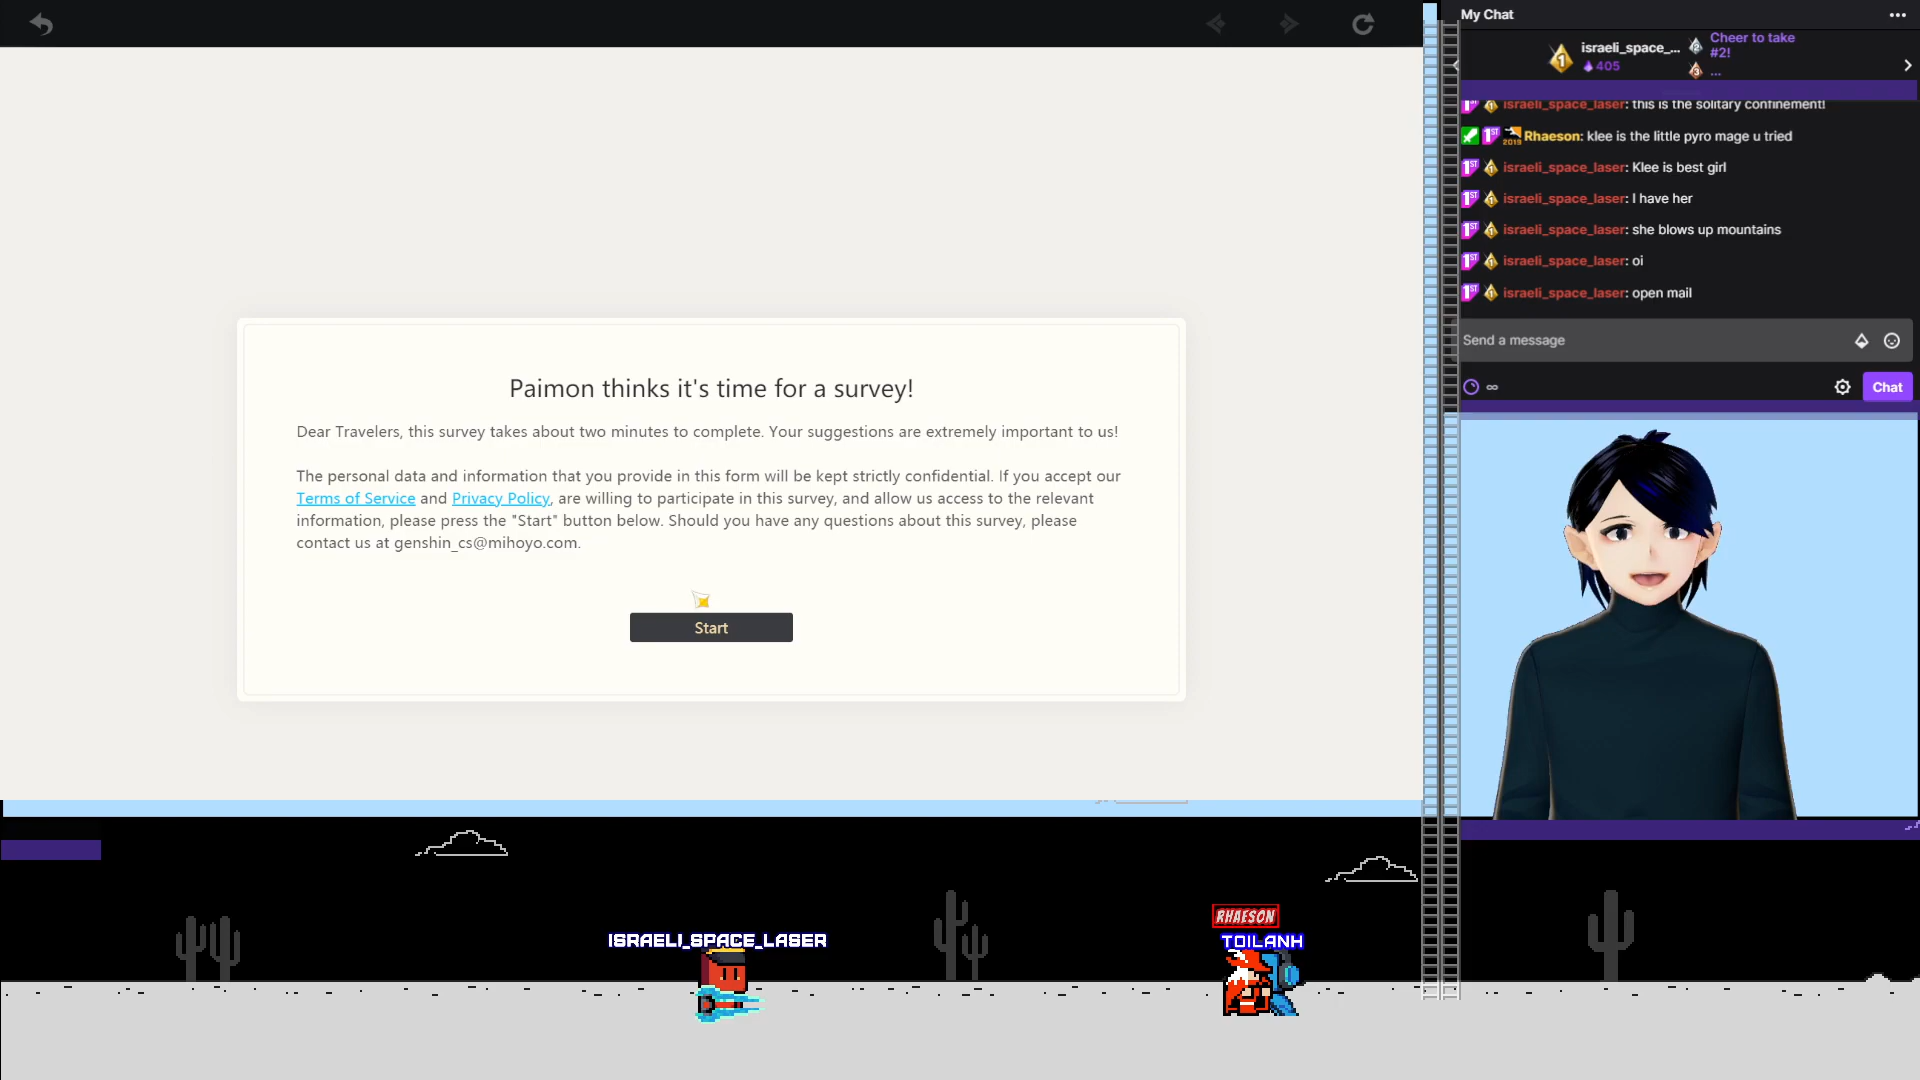 My Chat
israeli_space_...
405
Cheer to take
#2!
...
israeli_space_laser: this is the solitary confinement!
Rhaeson: klee is the little pyro mage u tried
israeli_space_laser: Klee is best girl
israeli_space_laser: I have her
israeli_space_laser: she blows up mountains
israeli_space_laser: oi
israeli_space_laser: open mail
Send a message
∞
Chat
Paimon thinks it's time for a survey!
Dear Travelers, this survey takes about two minutes to complete. Your suggestions are extremely important to us!
The personal data and information that you provide in this form will be kept strictly confidential. If you accept our
Terms of Service and Privacy Policy, are willing to participate in this survey, and allow us access to the relevant
information, please press the "Start" button below. Should you have any questions about this survey, please
contact us at genshin_cs@mihoyo.com.
Start
RHAESON
ISRAELI_SPACE_LASER
TOILANH